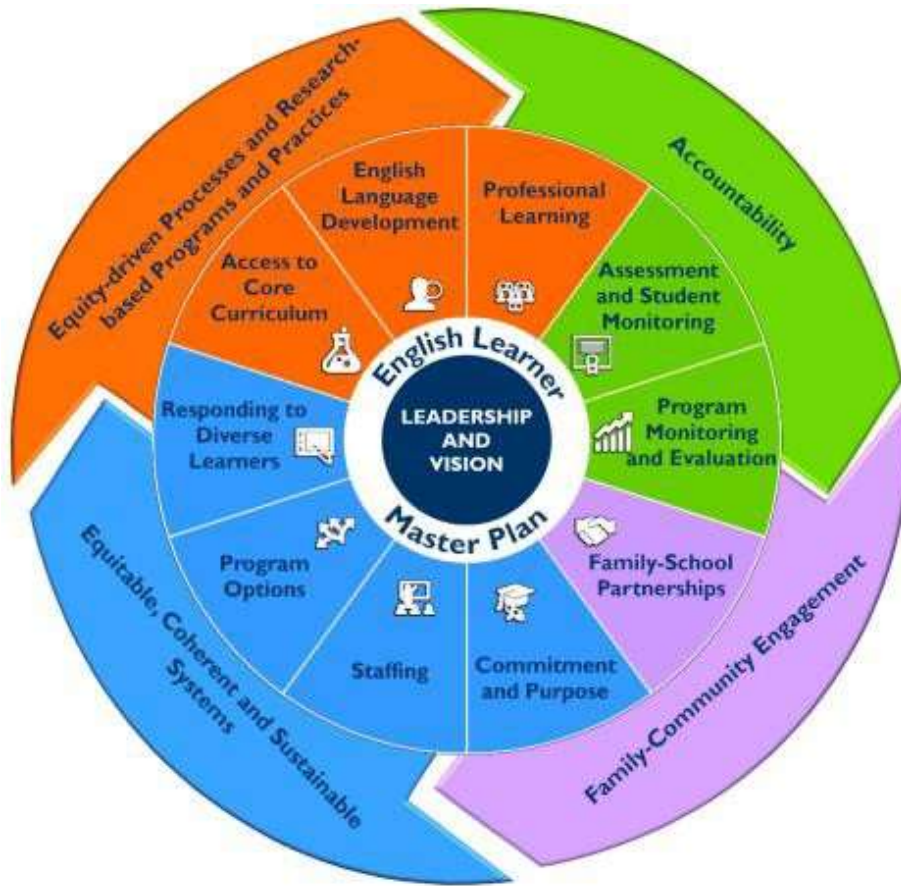 Equity-driven Processes and Research-
based Programs and Practices
Accountability
English
Language
Development
Professional
Learning
Access to
Core
Curriculum
Assessment
and Student
Monitoring
English Learner
LEADERSHIP
AND
VISION
Master Plan
Responding to
Diverse
Learners
Program
Monitoring
and Evaluation
Program
Options
Family-School
Partnerships
Staffing
Commitment
and Purpose
Equitable, Coherent and Sustainable
Systems
Family-Community Engagement